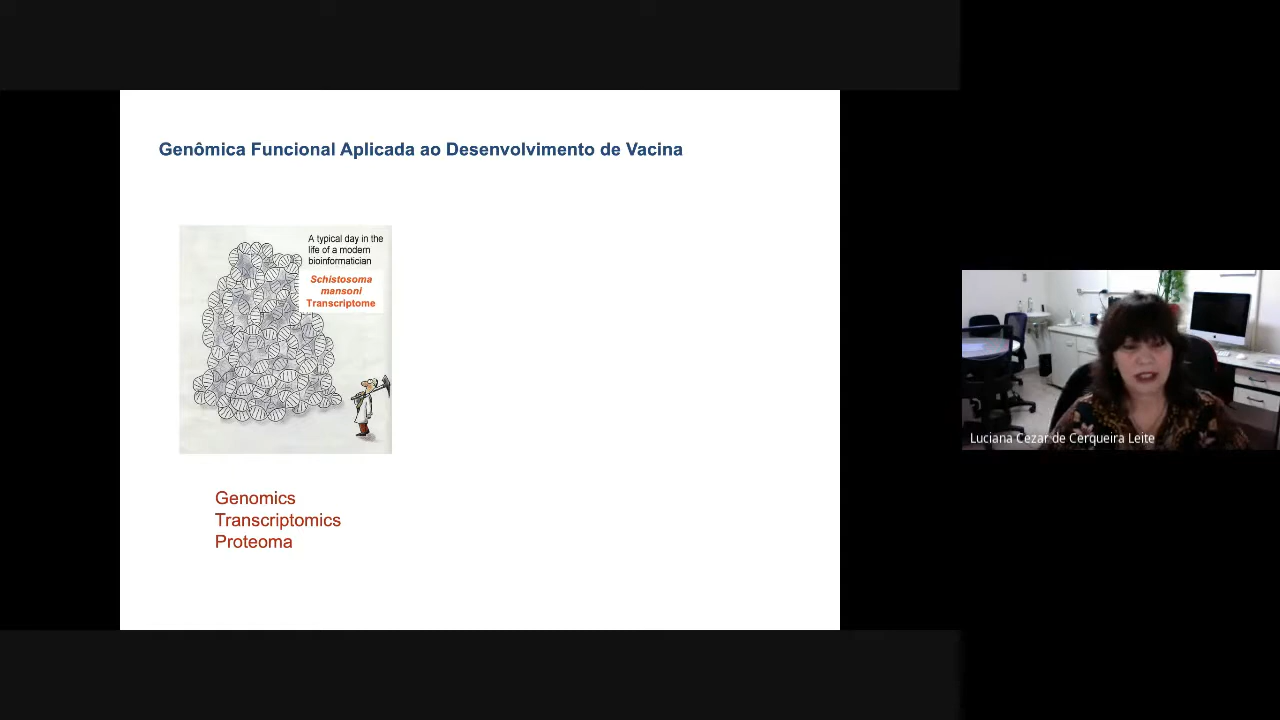 Genômica Funcional Aplicada ao Desenvolvimento de Vacina
A typical day in the
life of a modern
bioinformatician
Schistosoma
mansoni
Transcriptome
Genomics
Transcriptomics
Proteoma
Luciana Cezar de Cerqueira Leite